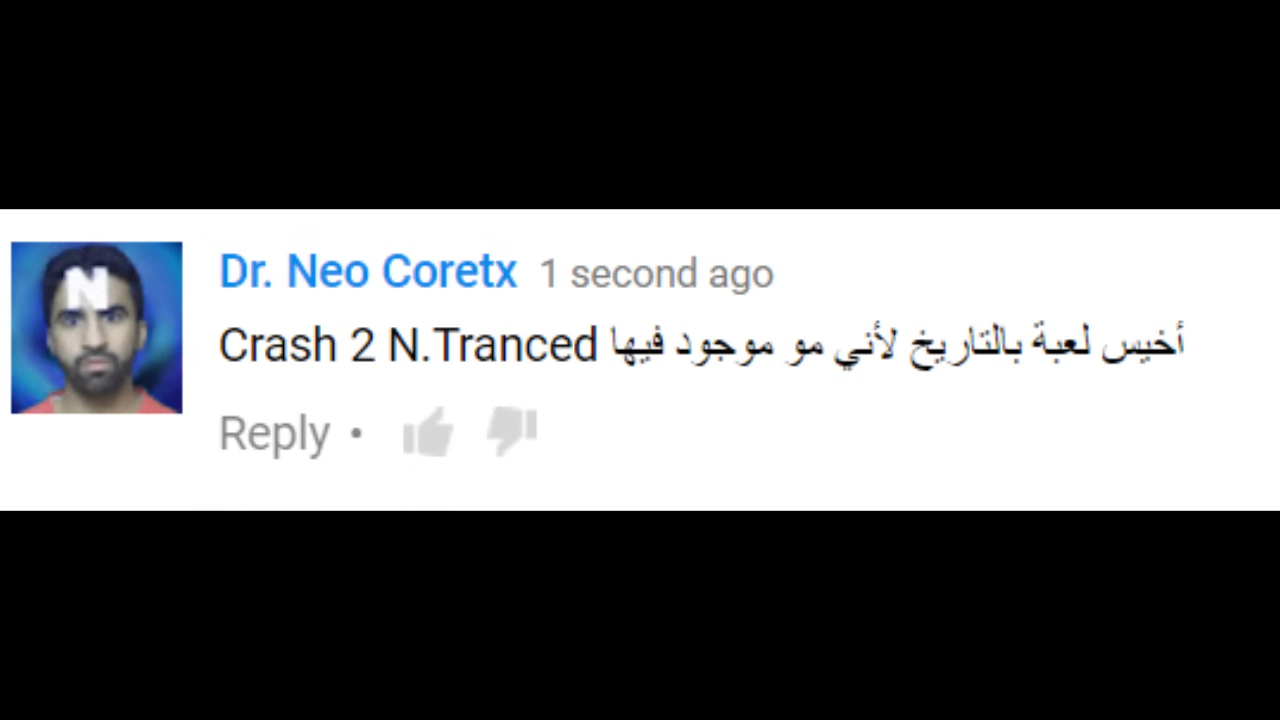 N
Dr. Neo Coretx 1 second ago
Crash 2 N.Tranced أخيس لعبة بالتاريخ لأني مو موجود فيها
Reply •